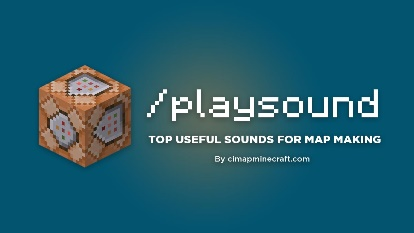 /playsound
TOP USEFUL SOUNDS FOR MAP MAKING
By cimapminecraft.com